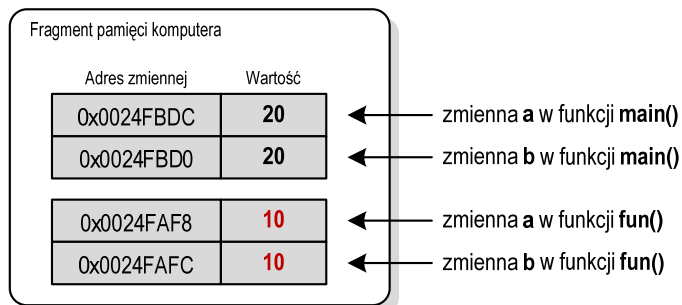 Fragment pamięci komputera
Adres zmiennej Wartość
0x0024FBDC 20 zmienna a w funkcji main()
0x0024FBD0 20 zmienna b w funkcji main()
0x0024FAF8 10 zmienna a w funkcji fun()
0x0024FAFC 10 zmienna b w funkcji fun()